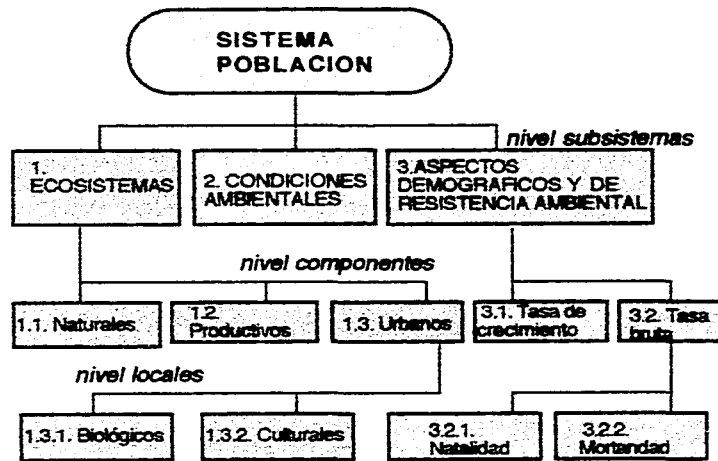 SISTEMA
POBLACION
nivel subsistemas
1.
ECOSISTEMAS
2. CONDICIONES
AMBIENTALES
3.ASPECTOS
DEMOGRAFICOS Y DE
RESISTENCIA AMBIENTAL
nivel componentes
1.1. Naturales
1.2.
Productivos
1.3. Urbanos
3.1. Tasa de
crecimiento
3.2. Tasa
bruta
nivel locales
1.3.1. Biológicos
1.3.2. Culturales
3.2.1.
Natalidad
3.2.2.
Mortandad